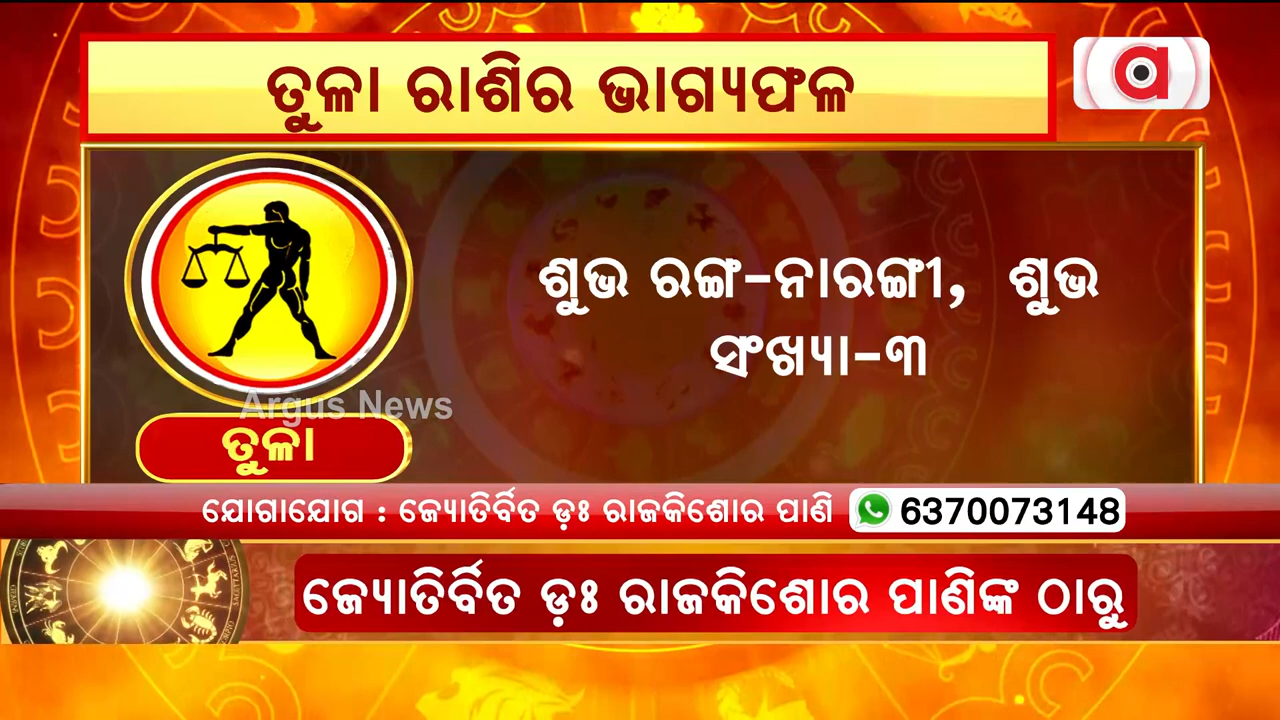 ତୁଳା ରାଶିର ଭାଗ୍ୟଫଳ
a
ଶୁଭ ରଙ୍ଗ-ନାରଙ୍ଗୀ, ଶୁଭ
ସଂଖ୍ୟା-୩
Argus News
ତୁଳା
ଯୋଗାଯୋଗ : ଜ୍ୟୋତିର୍ବିତ ଡ଼ଃ ରାଜକିଶୋର ପାଣି 6370073148
ଜ୍ୟୋତିର୍ବିତ ଡ଼ଃ ରାଜକିଶୋର ପାଣିଙ୍କ ଠାରୁ